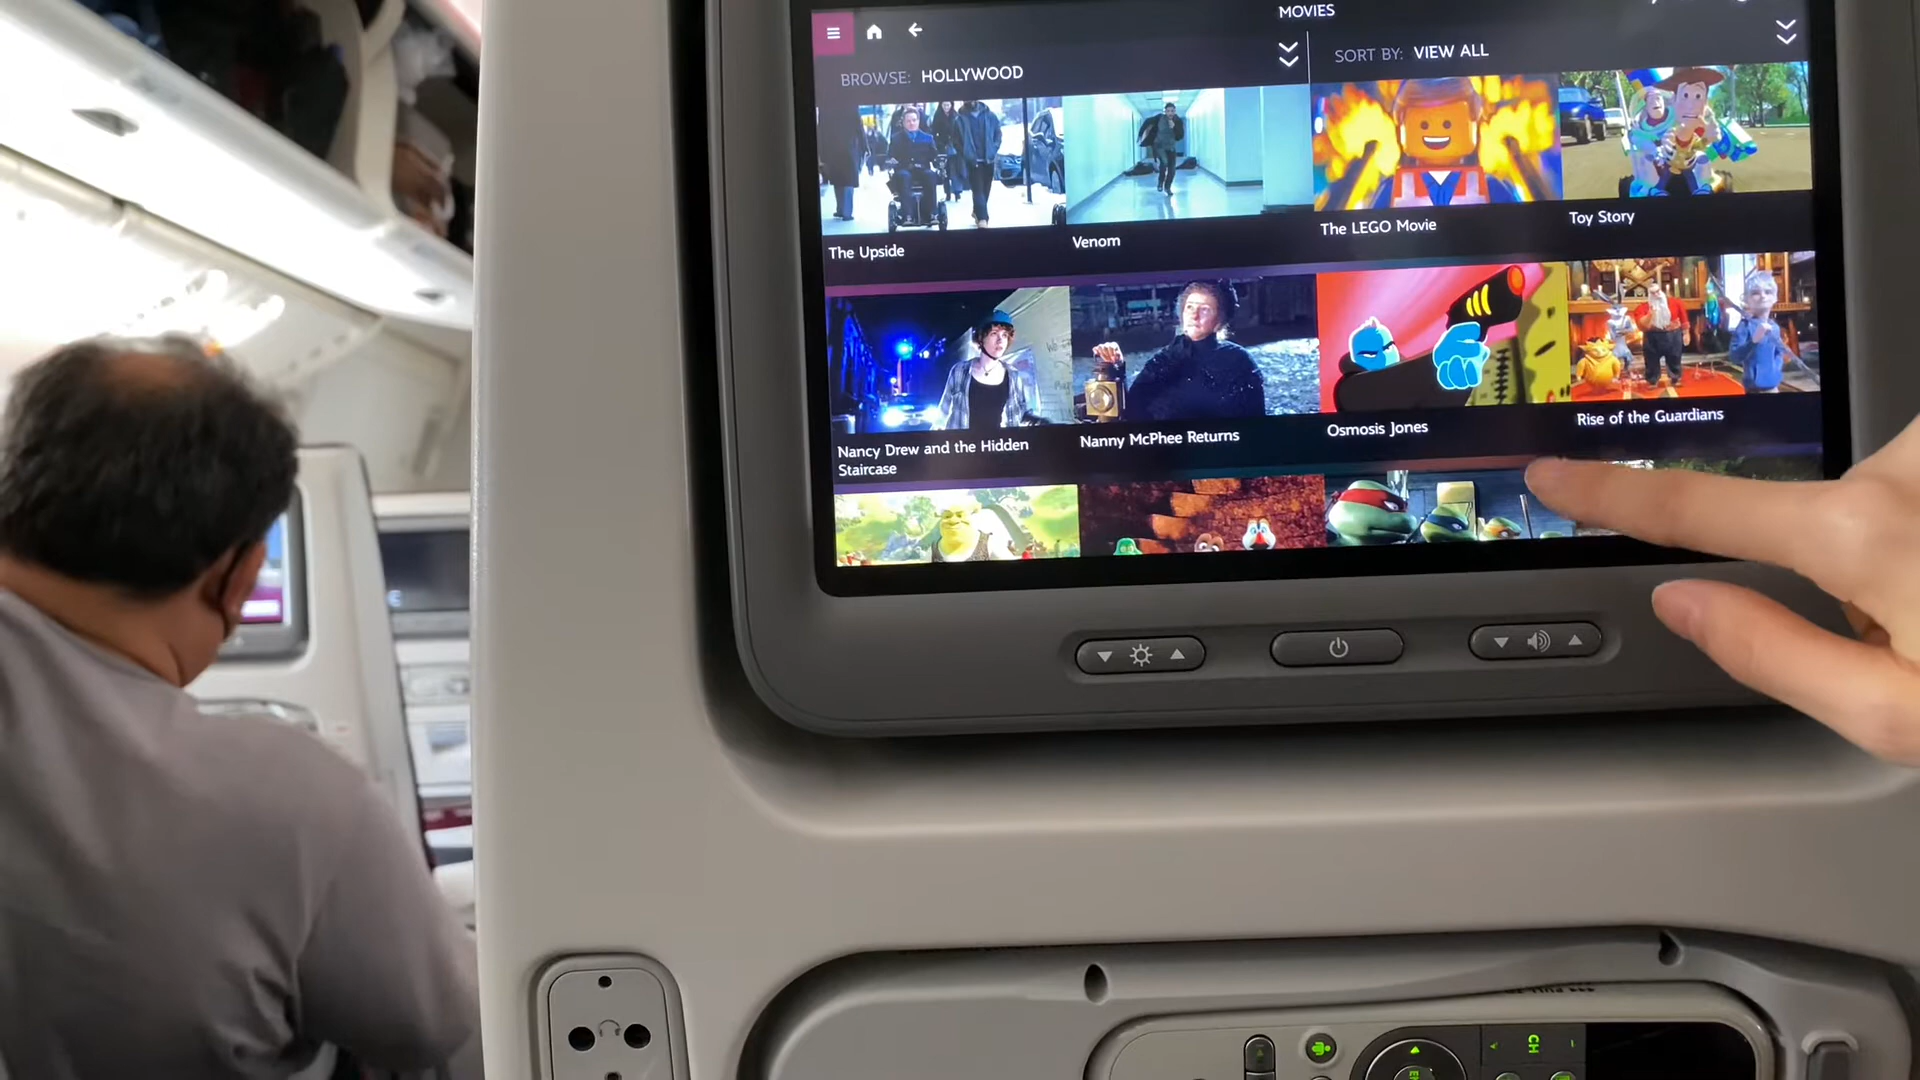 MOVIES
BROWSE: HOLLYWOOD
SORT BY: VIEW ALL
The Upside
Venom
The LEGO Movie
Toy Story
Nancy Drew and the Hidden
Staircase
Nanny McPhee Returns
Osmosis Jones
Rise of the Guardians
CH